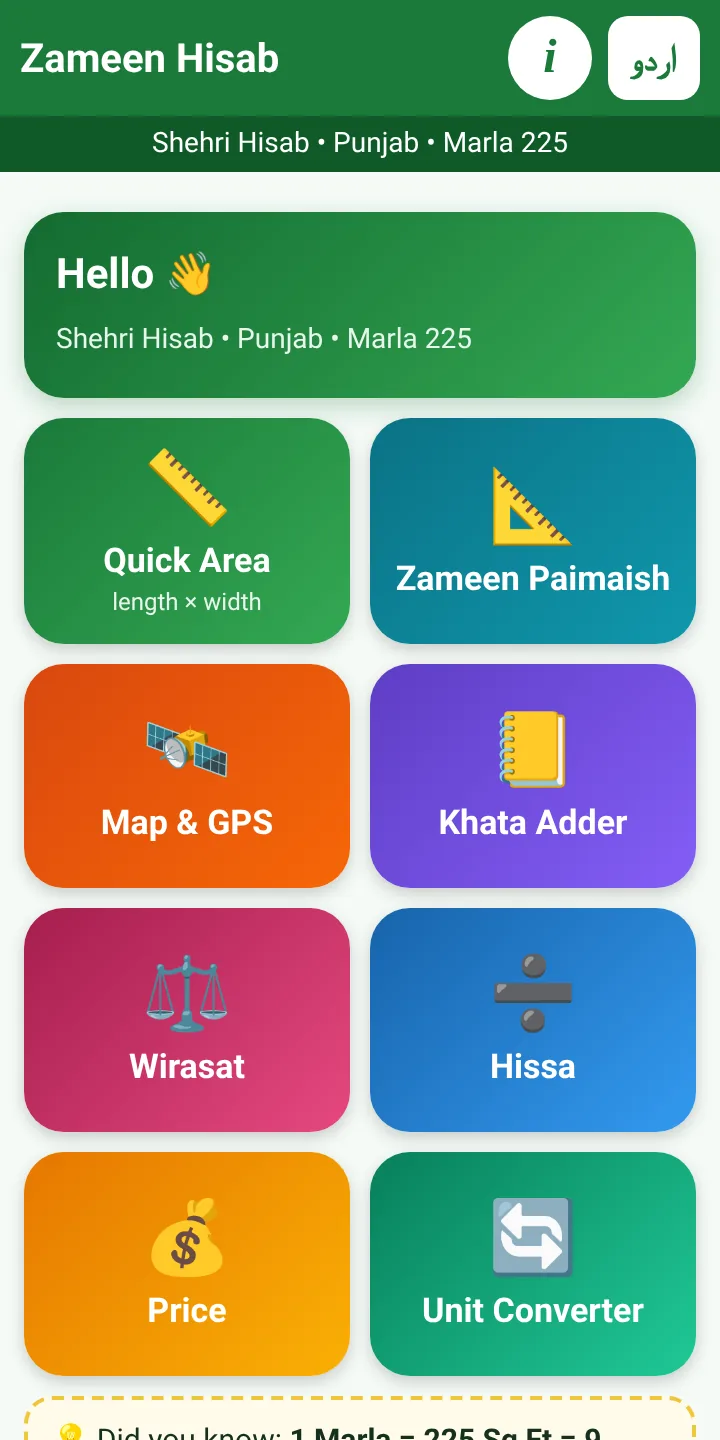 Zameen Hisab
i
اردو
Shehri Hisab • Punjab • Marla 225
Hello 👋
Shehri Hisab • Punjab • Marla 225
Quick Area
length × width
Zameen Paimaish
Map & GPS
Khata Adder
Wirasat
Hissa
Price
Unit Converter
💡 Did you know: 1 Marla = 225 Sq Ft = 9